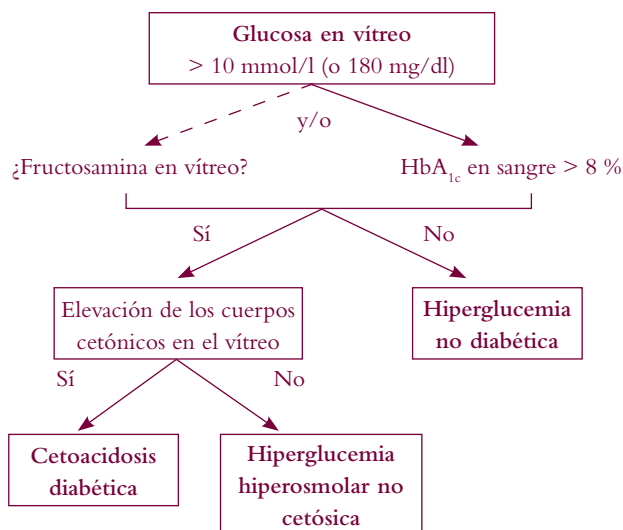 Glucosa en vítreo
> 10 mmol/l (o 180 mg/dl)
y/o
¿Fructosamina en vítreo?
HbA1c en sangre > 8 %
Sí
No
Elevación de los cuerpos
cetónicos en el vítreo
Hiperglucemia
no diabética
Sí
No
Cetoacidosis
diabética
Hiperglucemia
hiperosmolar no
cetósica